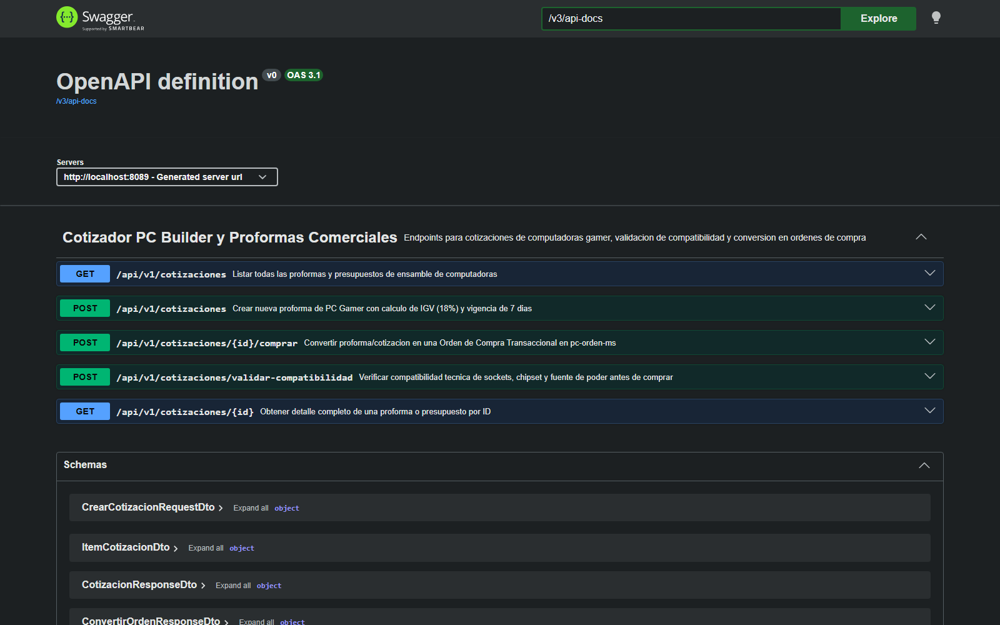 Swagger.
Supported by SMARTBEAR
/v3/api-docs
Explore
OpenAPI definition v0 OAS 3.1
/v3/api-docs
Servers
http://localhost:8089 - Generated server url
Cotizador PC Builder y Proformas Comerciales Endpoints para cotizaciones de computadoras gamer, validacion de compatibilidad y conversion en ordenes de compra
GET /api/v1/cotizaciones Listar todas las proformas y presupuestos de ensamble de computadoras
POST /api/v1/cotizaciones Crear nueva proforma de PC Gamer con calculo de IGV (18%) y vigencia de 7 dias
POST /api/v1/cotizaciones/{id}/comprar Convertir proforma/cotizacion en una Orden de Compra Transaccional en pc-orden-ms
POST /api/v1/cotizaciones/validar-compatibilidad Verificar compatibilidad tecnica de sockets, chipset y fuente de poder antes de comprar
GET /api/v1/cotizaciones/{id} Obtener detalle completo de una proforma o presupuesto por ID
Schemas
CrearCotizacionRequestDto Expand all object
ItemCotizacionDto Expand all object
CotizacionResponseDto Expand all object
ConvertirOrdenResponseDto Expand all object